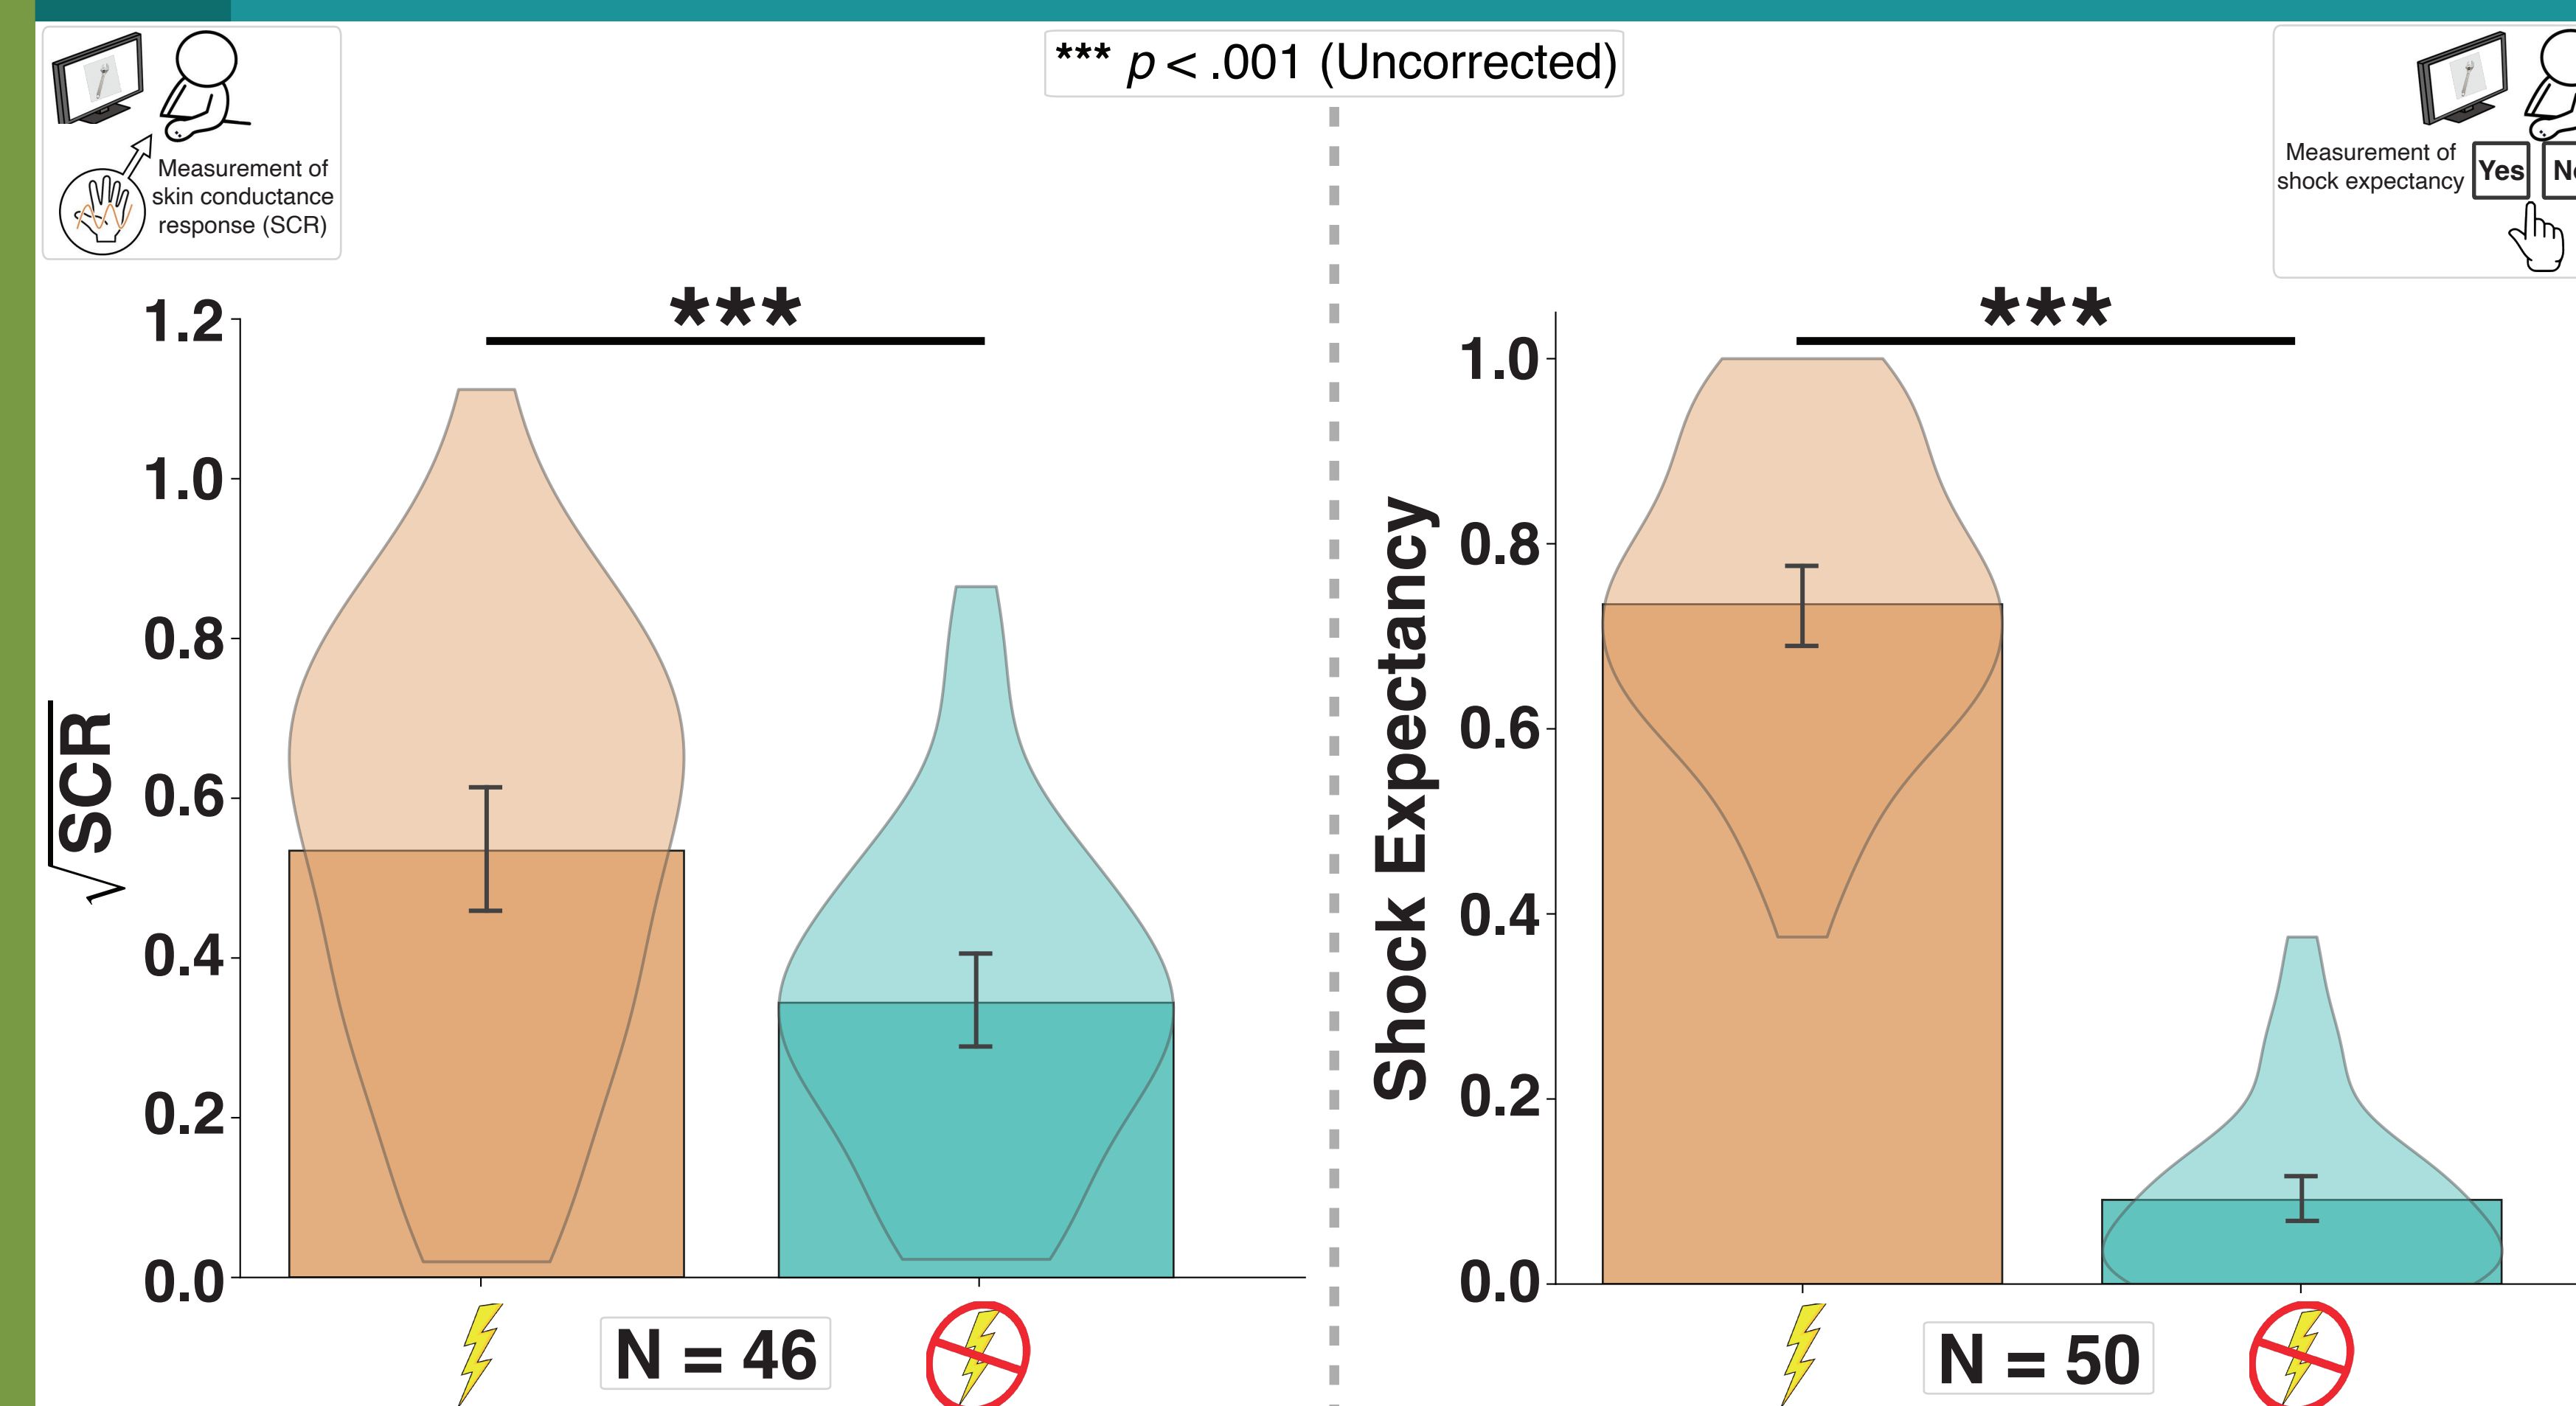 *** p < .001 (Uncorrected)
Measurement of
skin conductance
response (SCR)
Measurement of
shock expectancy
Yes
***
1.2
1.0
0.8
0.6
0.4
0.2
0.0
√SCR
N = 46
***
1.0
0.8
0.6
0.4
0.2
0.0
Shock Expectancy
N = 50